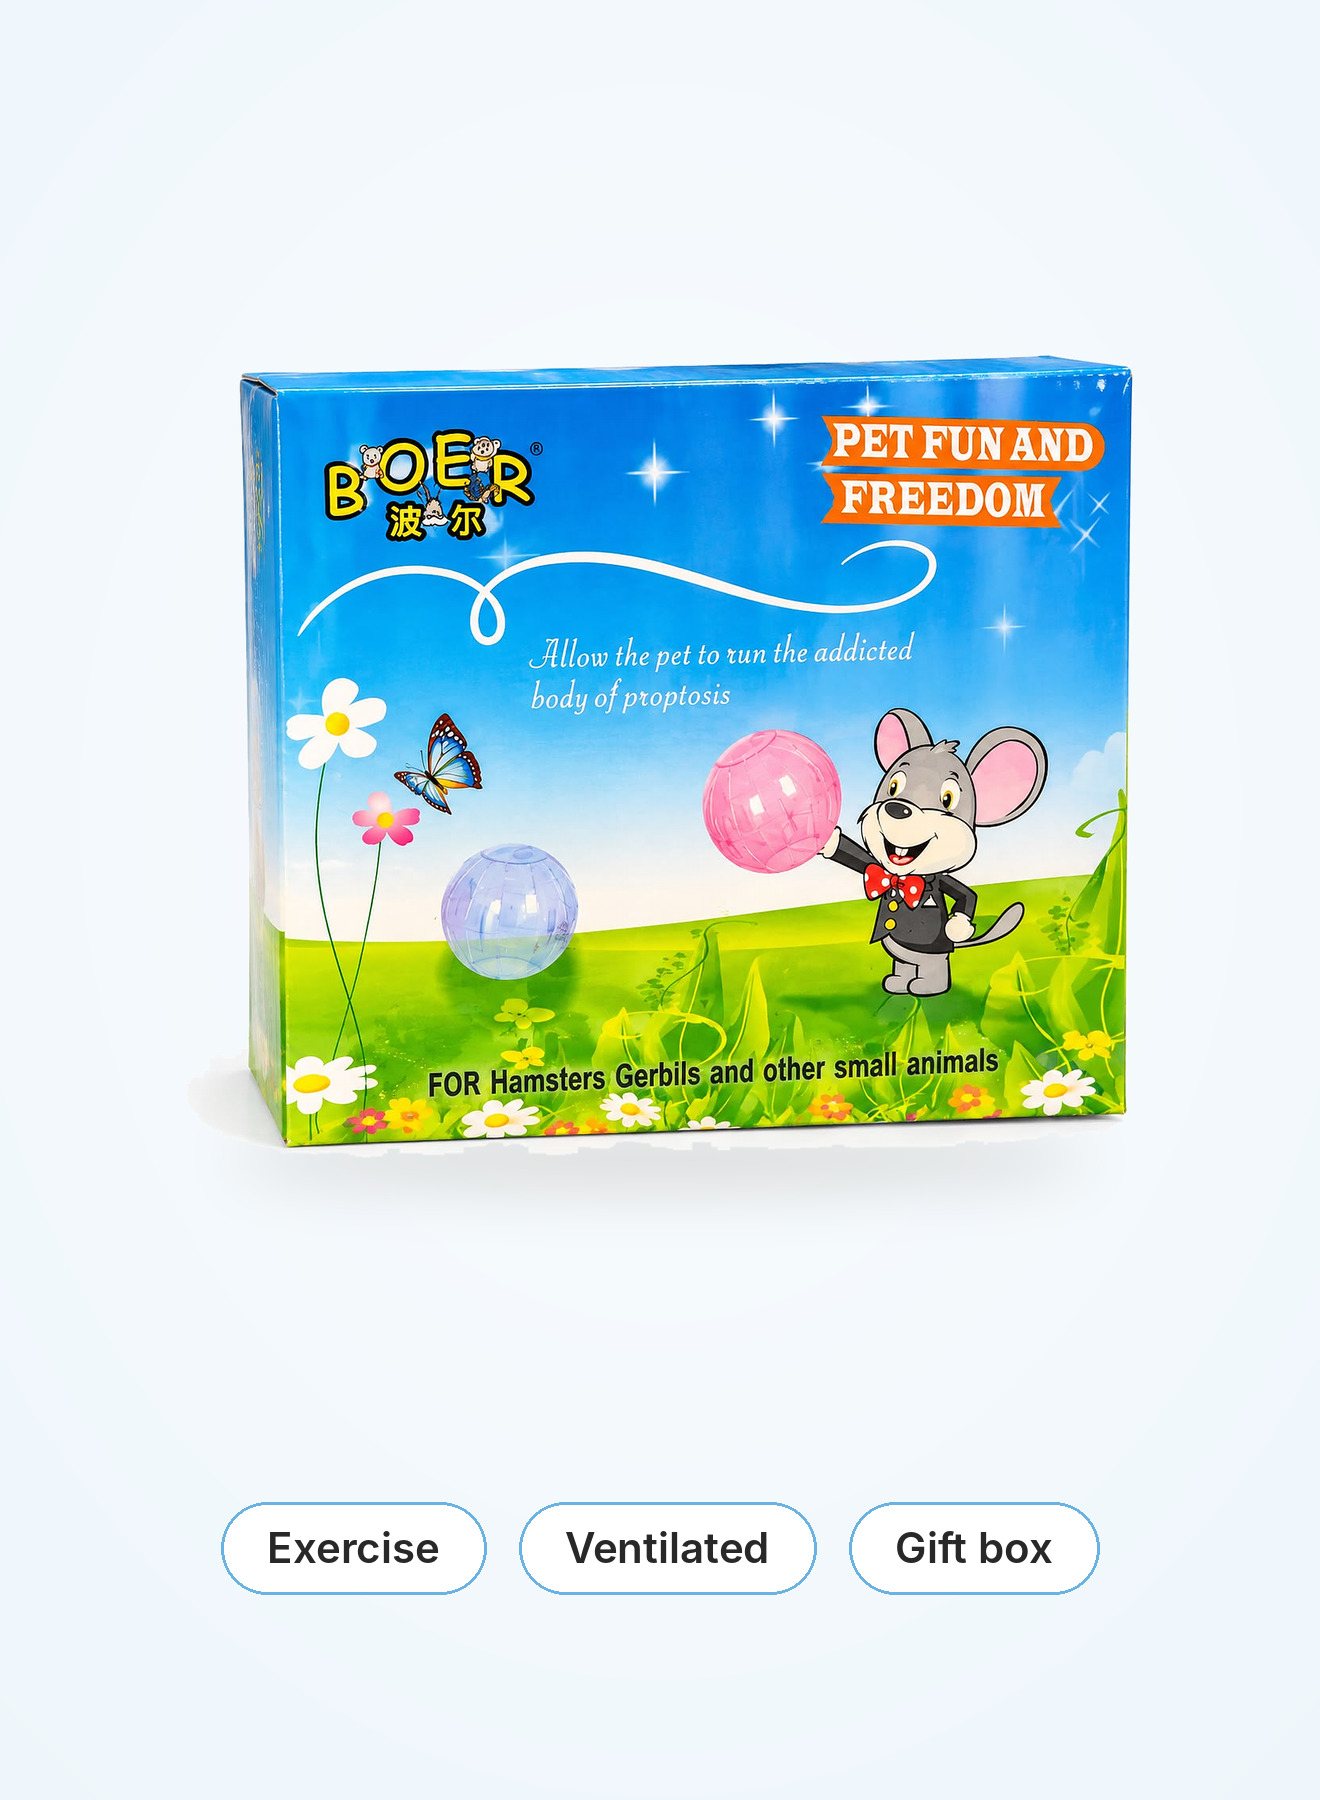 BOER®
波尔
PET FUN AND
FREEDOM
Allow the pet to run the addicted
body of proptosis
FOR Hamsters Gerbils and other small animals
Exercise
Ventilated
Gift box